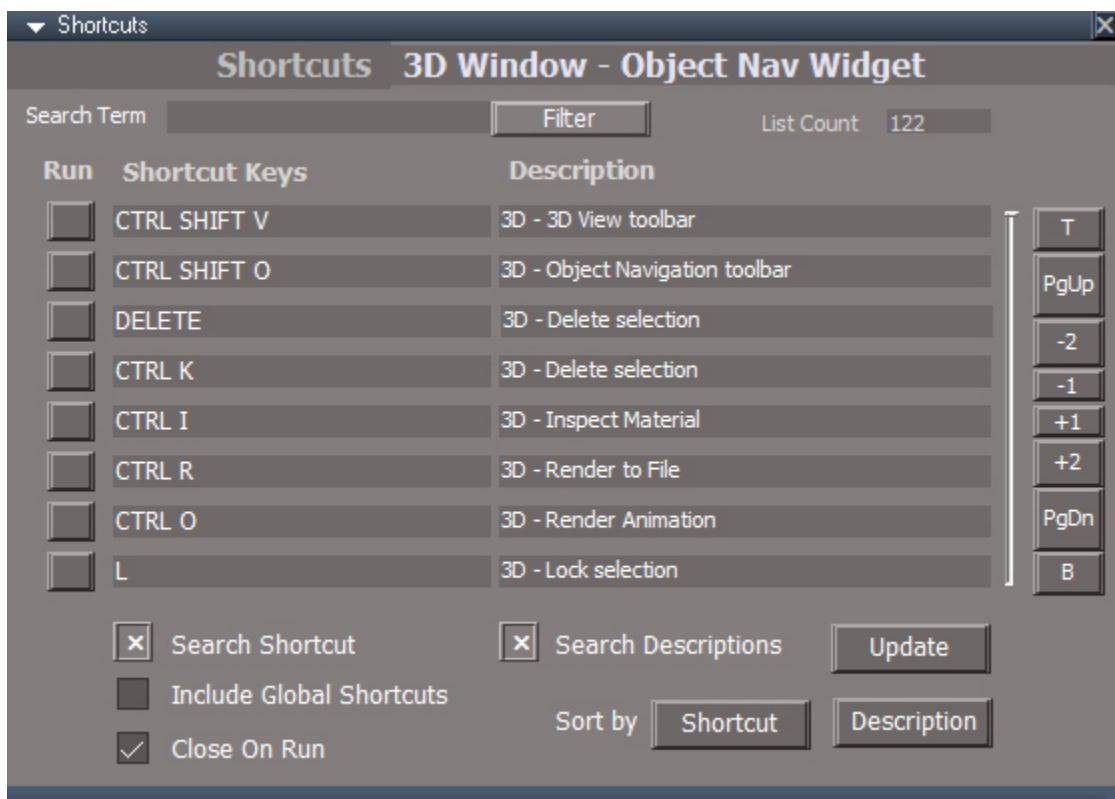 Shortcuts
Shortcuts 3D Window - Object Nav Widget
Search Term Filter List Count 122
Run Shortcut Keys Description
CTRL SHIFT V 3D - 3D View toolbar T
CTRL SHIFT O 3D - Object Navigation toolbar PgUp
DELETE 3D - Delete selection -2
CTRL K 3D - Delete selection -1
CTRL I 3D - Inspect Material +1
CTRL R 3D - Render to File +2
CTRL O 3D - Render Animation PgDn
L 3D - Lock selection B
Search Shortcut Search Descriptions Update
Include Global Shortcuts
Sort by Shortcut Description
Close On Run